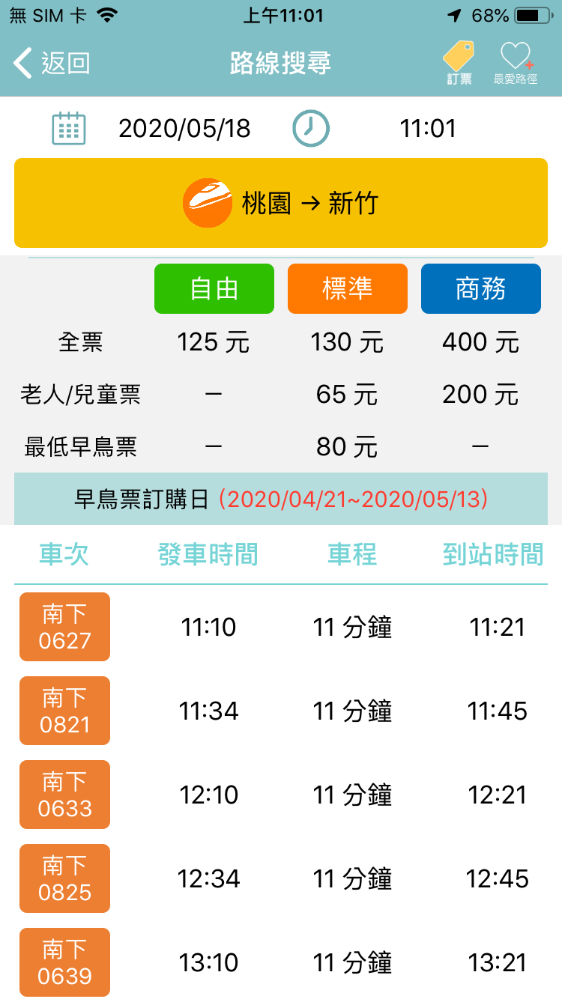 無 SIM 卡 上午11:01 68%
返回 路線搜尋 訂票 最愛路徑
2020/05/18 11:01
桃園 → 新竹
自由 標準 商務
全票 125 元 130 元 400 元
老人/兒童票 — 65 元 200 元
最低早鳥票 — 80 元 —
早鳥票訂購日 (2020/04/21~2020/05/13)
車次 發車時間 車程 到站時間
南下 0627 11:10 11 分鐘 11:21
南下 0821 11:34 11 分鐘 11:45
南下 0633 12:10 11 分鐘 12:21
南下 0825 12:34 11 分鐘 12:45
南下 0639 13:10 11 分鐘 13:21